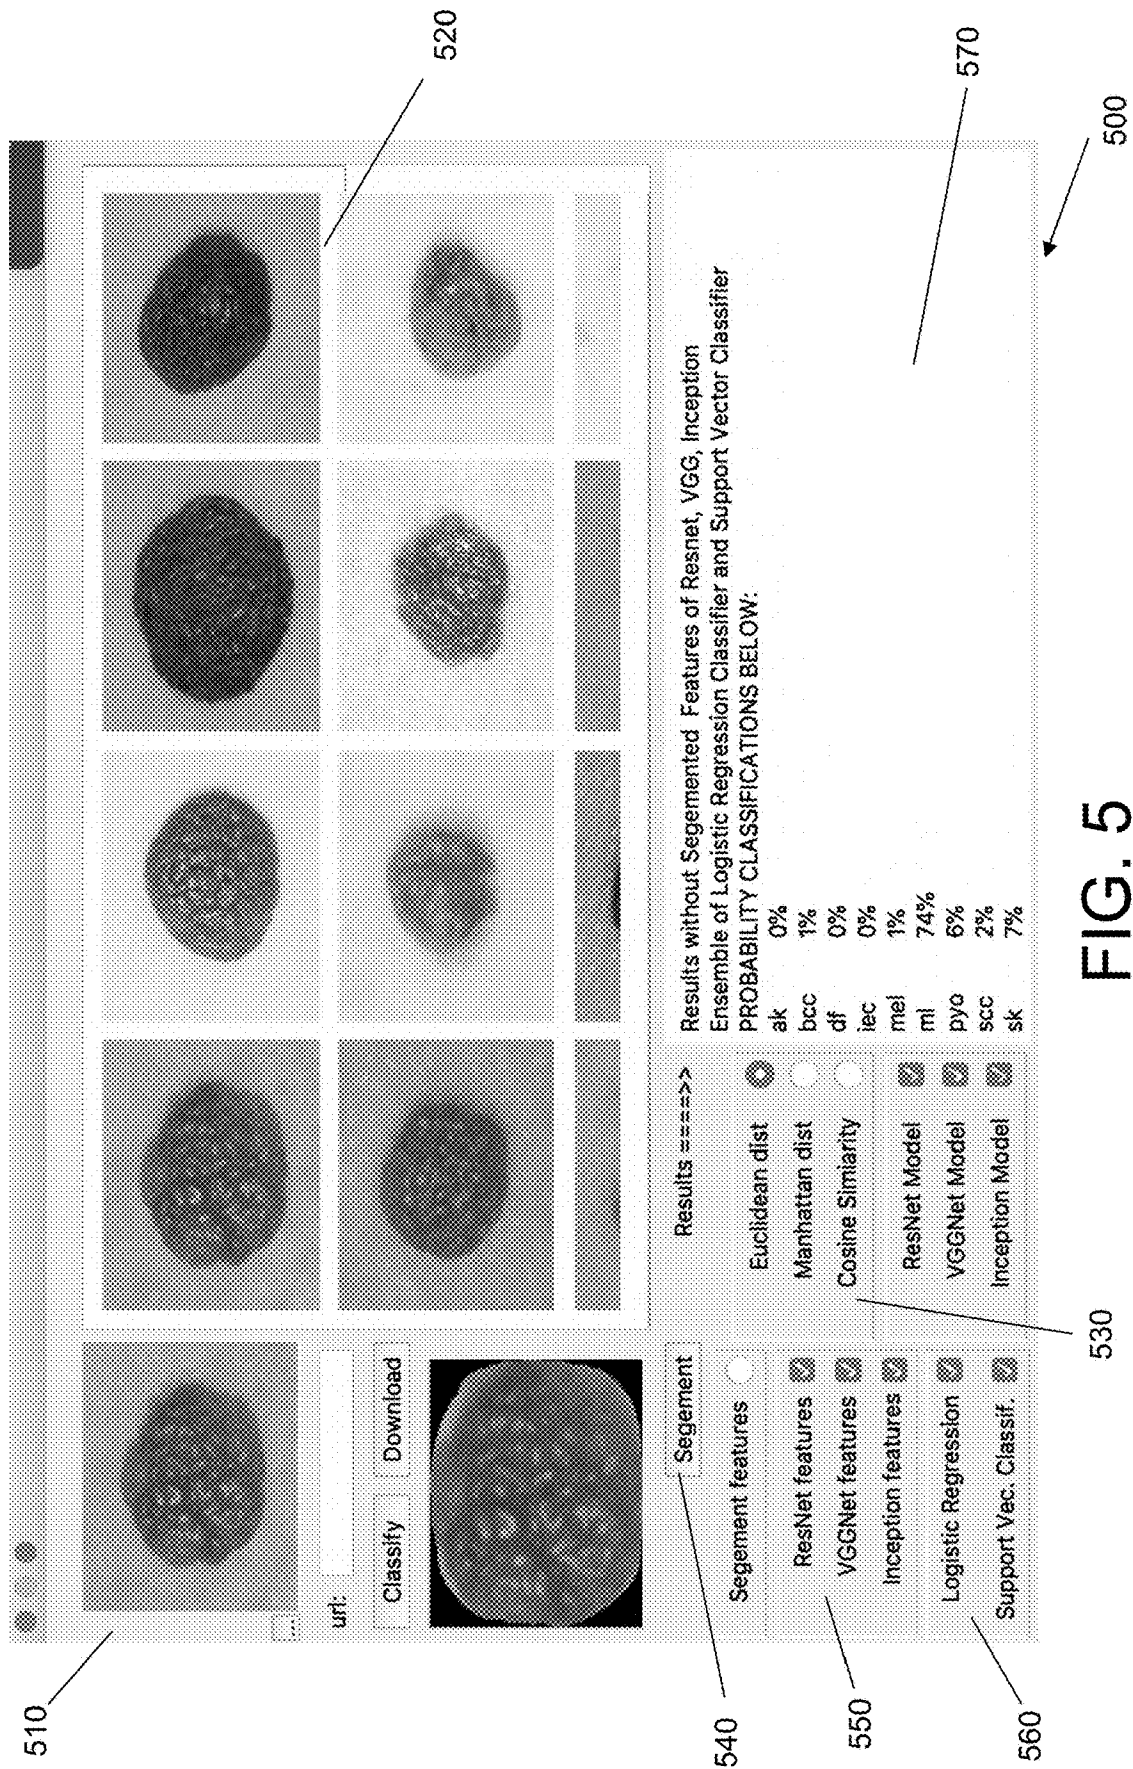 510
520
url:
Classify Download
Segement
540
Segement features
ResNet features
VGGNet features
Inception features
550
Logistic Regression
Support Vec. Classif.
560
Results ====>>
Euclidean dist
Manhattan dist
Cosine Simiarity
530
ResNet Model
VGGNet Model
Inception Model
Results without Segemented Features of Resnet, VGG, Inception
Ensemble of Logistic Regression Classifier and Support Vector Classifier
PROBABILITY CLASSIFICATIONS BELOW:
ak 0%
bcc 1%
df 0%
iec 0%
mel 1%
ml 74%
pyo 6%
scc 2%
sk 7%
570
500
FIG. 5